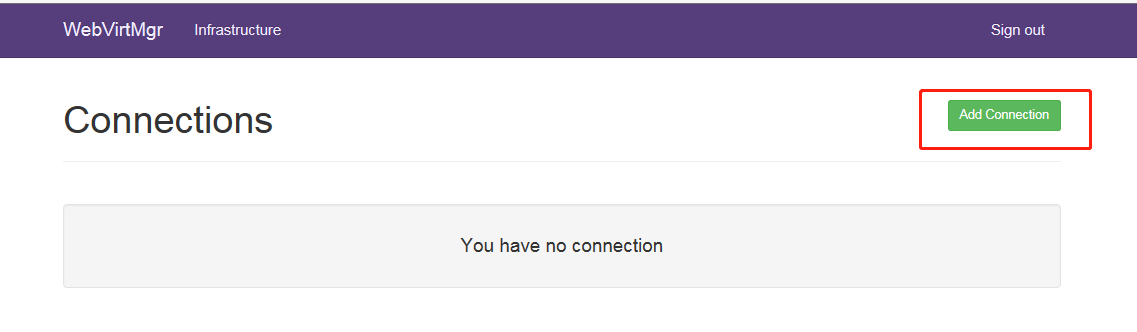 WebVirtMgr Infrastructure Sign out
Connections Add Connection
You have no connection